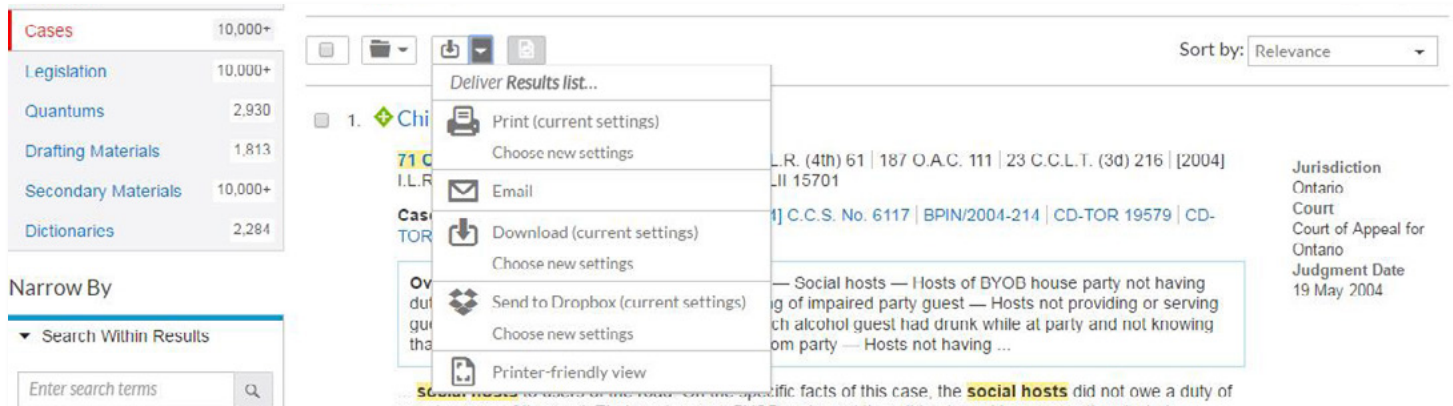 Cases 10,000+
Legislation 10,000+
Quantums 2,930
Drafting Materials 1,813
Secondary Materials 10,000+
Dictionaries 2,284
Narrow By
Search Within Results
Enter search terms
Sort by: Relevance
Deliver Results list...
Print (current settings)
Choose new settings
Email
Download (current settings)
Choose new settings
Send to Dropbox (current settings)
Choose new settings
Printer-friendly view
1. Chi
71 L.R. (4th) 61 | 187 O.A.C. 111 | 23 C.C.L.T. (3d) 216 | [2004]
I.L.R LII 15701
Cas 4] C.C.S. No. 6117 | BPIN/2004-214 | CD-TOR 19579 | CD-
TOR
Ov — Social hosts — Hosts of BYOB house party not having
dut g of impaired party guest — Hosts not providing or serving
gue ch alcohol guest had drunk while at party and not knowing
tha om party — Hosts not having ...
... social hosts to users of the road. On the specific facts of this case, the social hosts did not owe a duty of
Jurisdiction
Ontario
Court
Court of Appeal for
Ontario
Judgment Date
19 May 2004